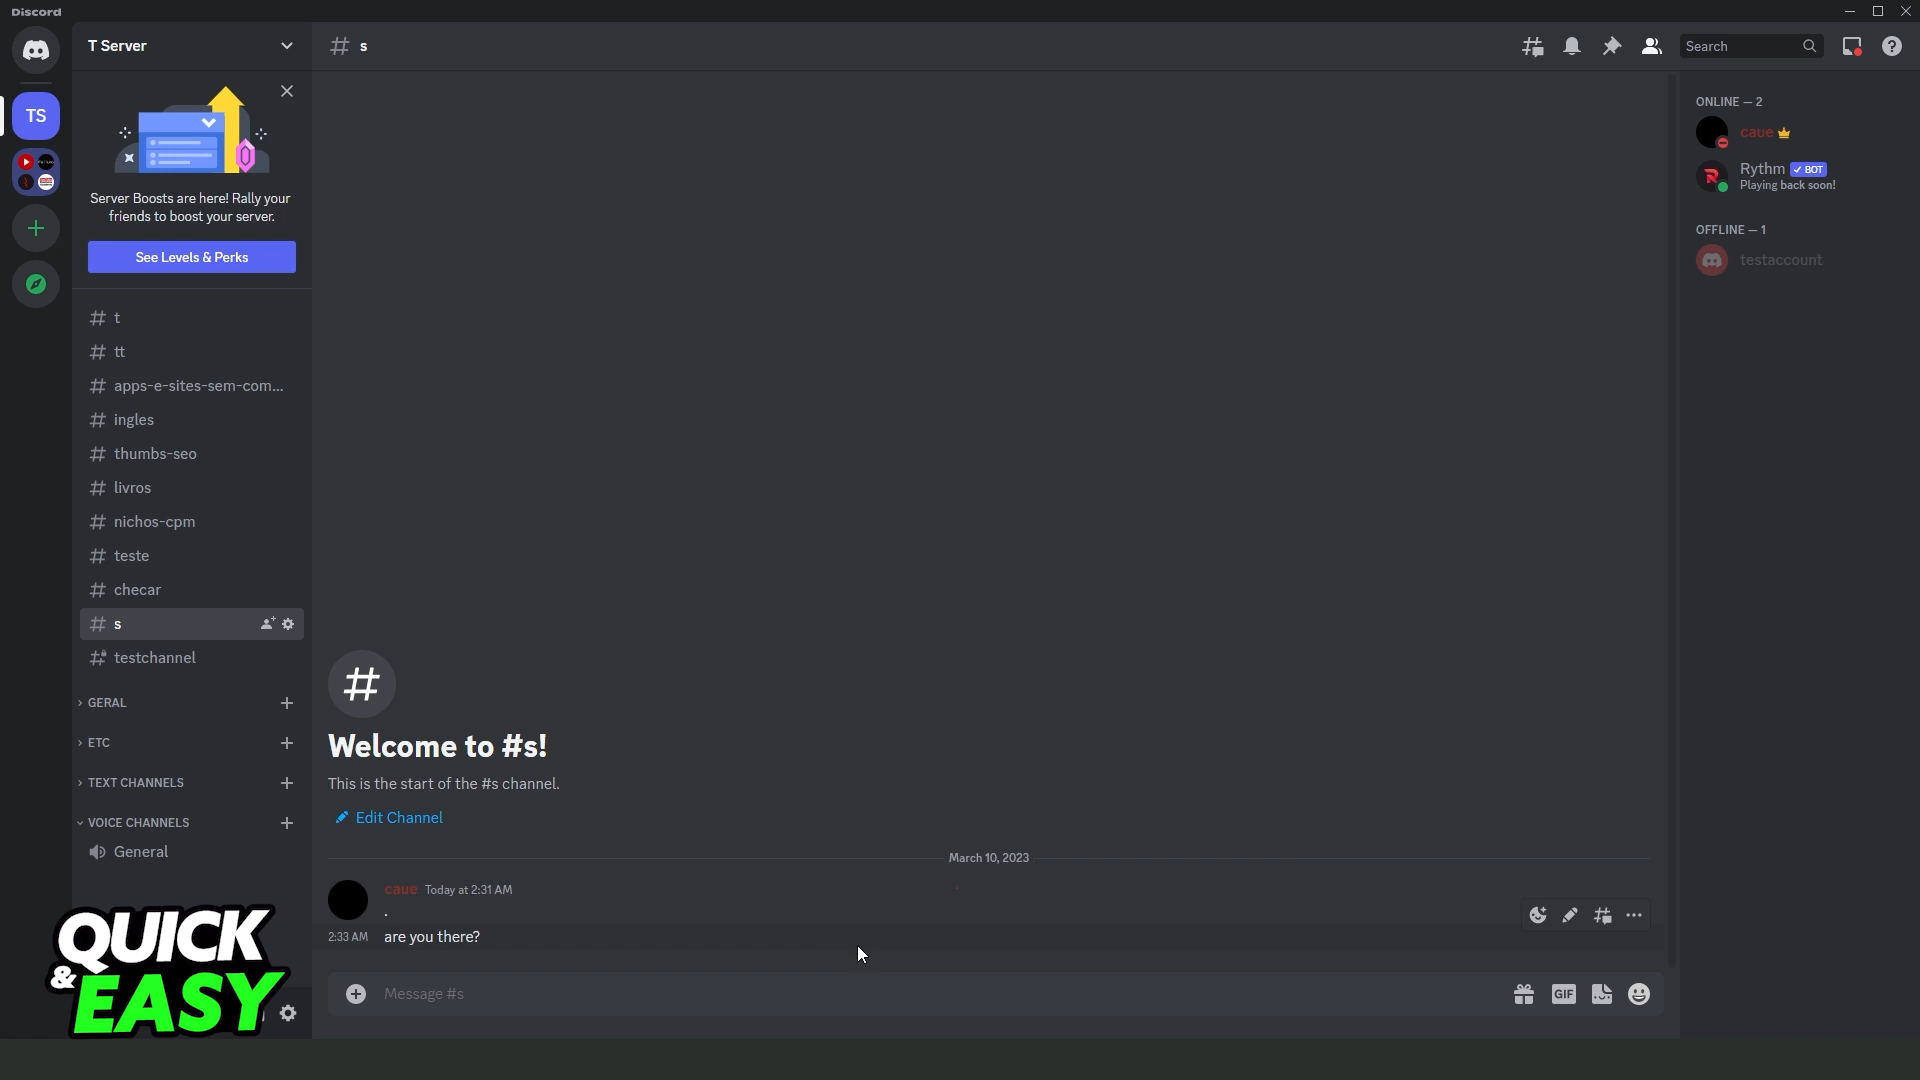 Discord
T Server
s
Search
TS
Server Boosts are here! Rally your
friends to boost your server.
See Levels & Perks
t
tt
apps-e-sites-sem-com...
ingles
thumbs-seo
livros
nichos-cpm
teste
checar
s
testchannel
GERAL
ETC
TEXT CHANNELS
VOICE CHANNELS
General
QUICK
& EASY
Welcome to #s!
This is the start of the #s channel.
Edit Channel
March 10, 2023
caue Today at 2:31 AM
.
2:33 AM are you there?
Message #s
GIF
ONLINE — 2
caue
Rythm ✓ BOT
Playing back soon!
OFFLINE — 1
testaccount